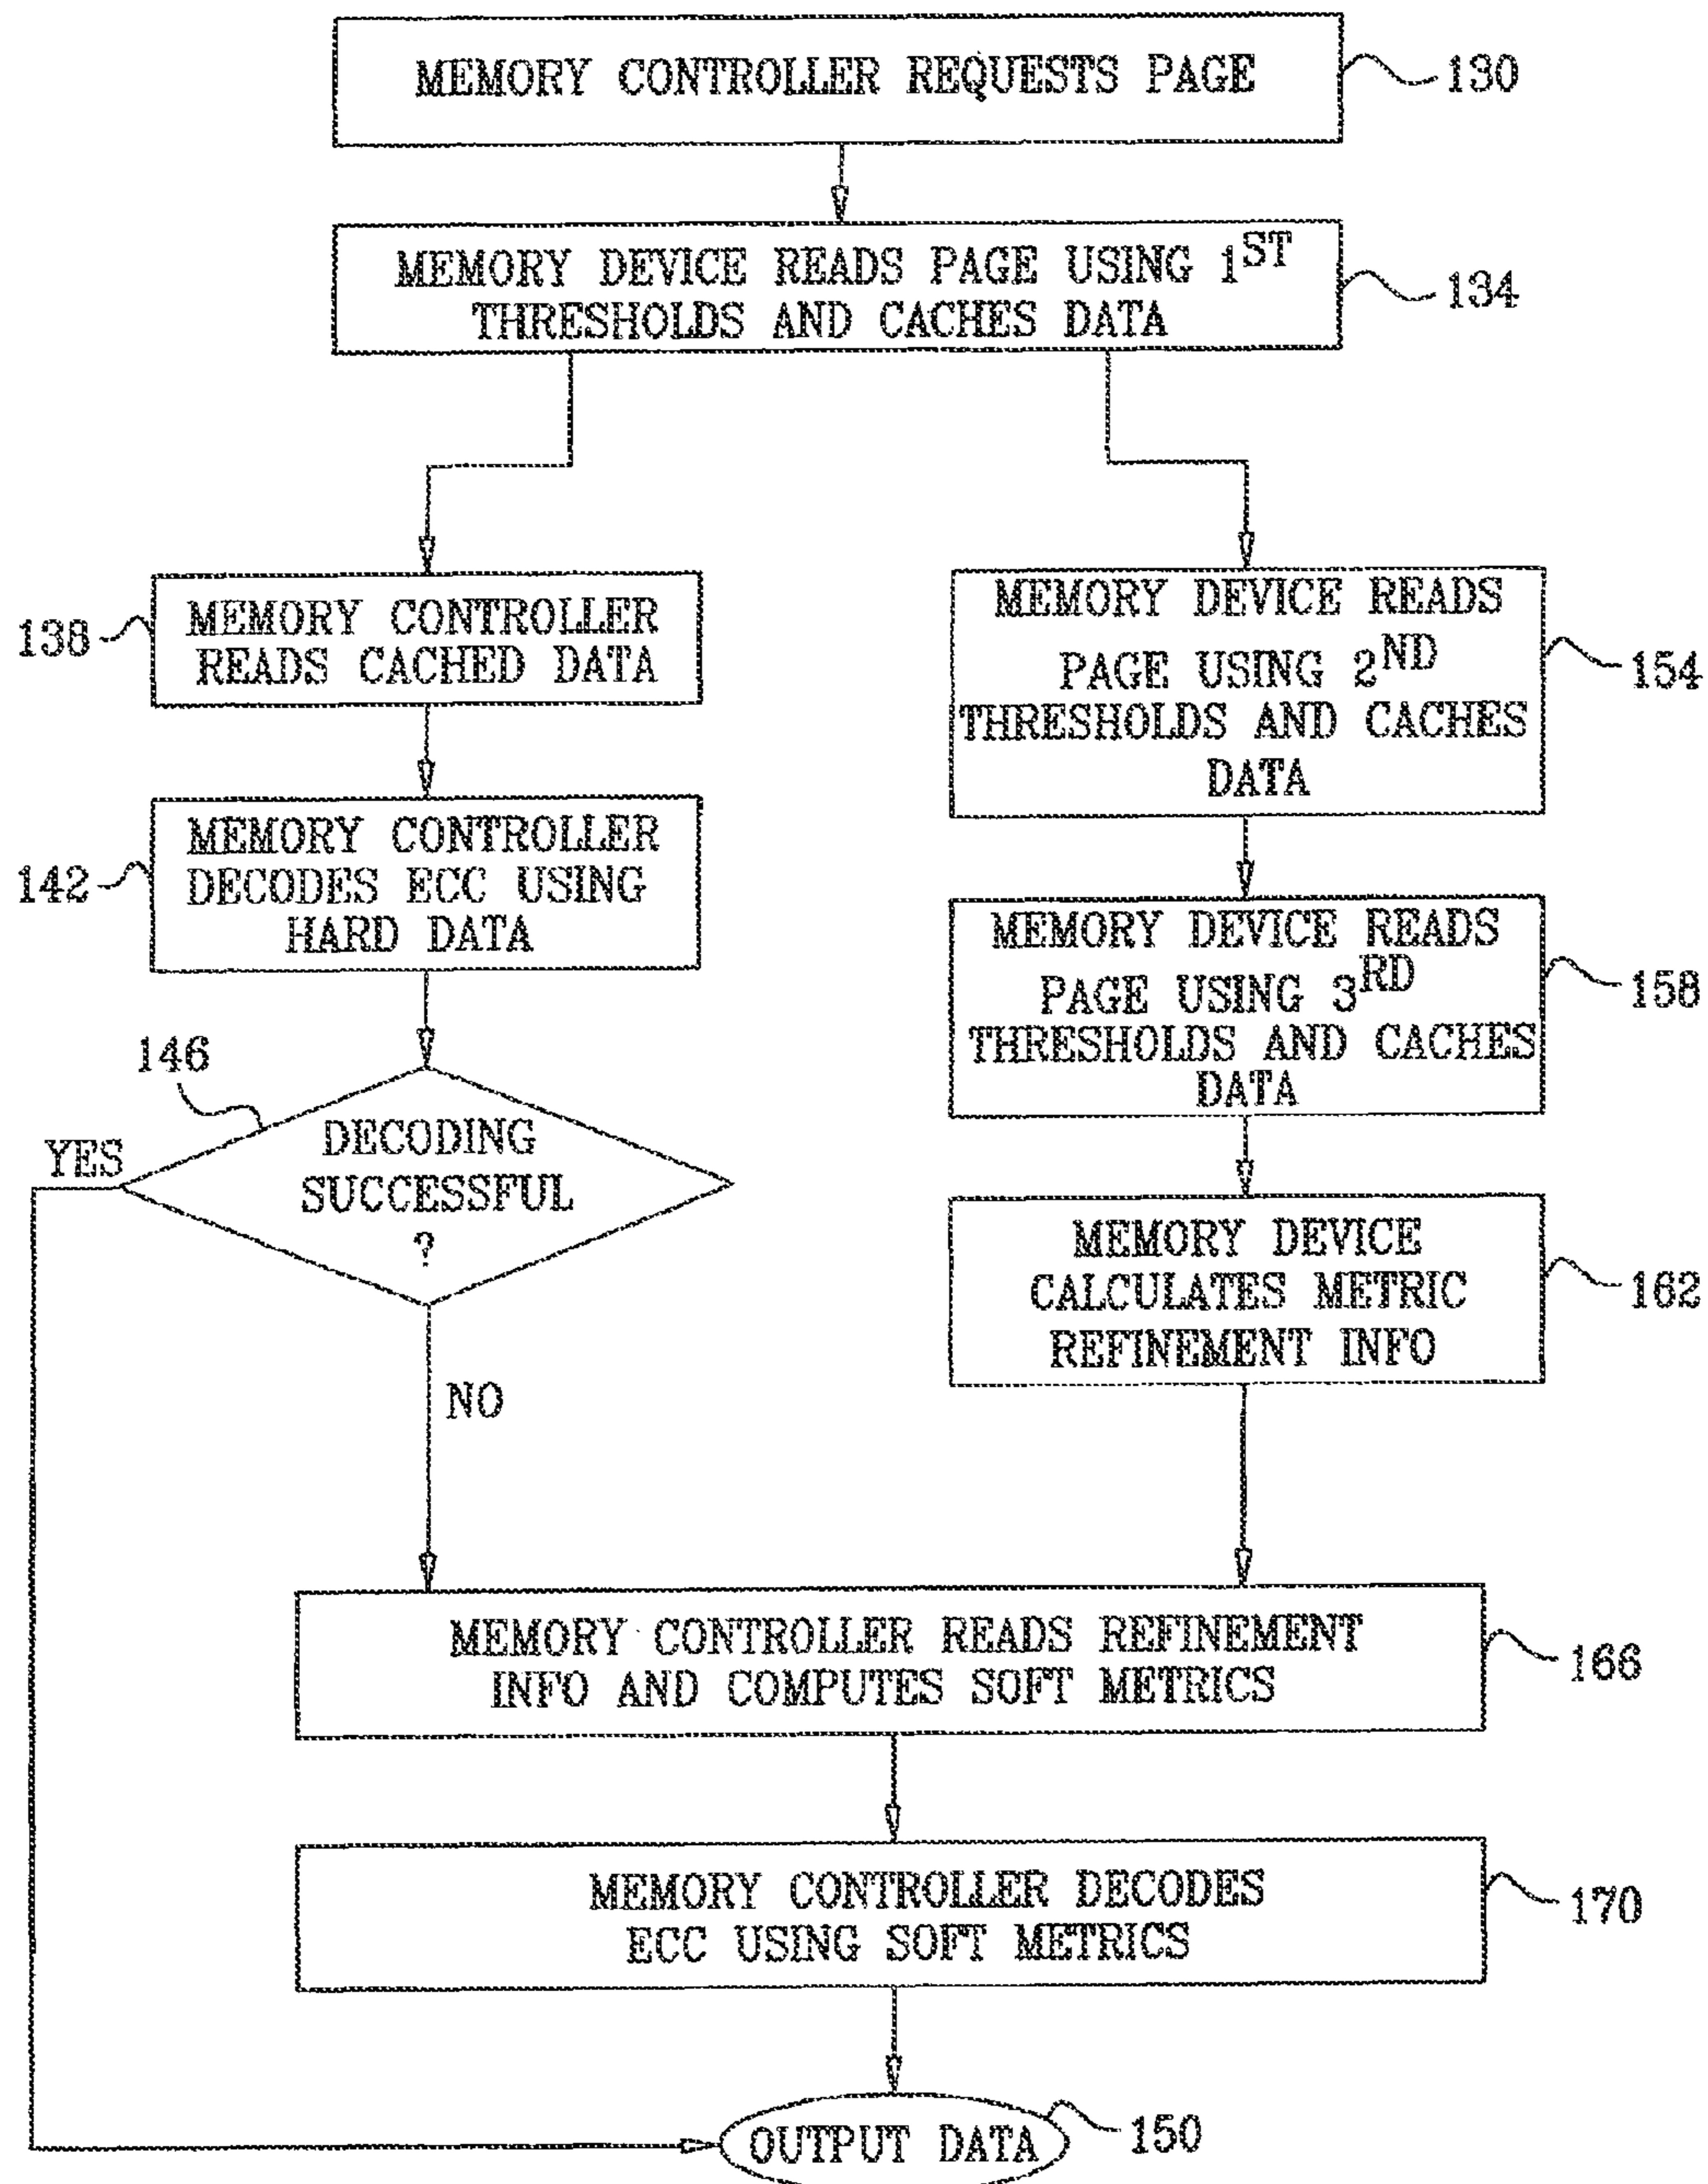 MEMORY CONTROLLER REQUESTS PAGE
130
MEMORY DEVICE READS PAGE USING 1ST
THRESHOLDS AND CACHES DATA
134
138
MEMORY CONTROLLER
READS CACHED DATA
MEMORY DEVICE READS
PAGE USING 2ND
THRESHOLDS AND CACHES
DATA
154
142
MEMORY CONTROLLER
DECODES ECC USING
HARD DATA
MEMORY DEVICE READS
PAGE USING 3RD
THRESHOLDS AND CACHES
DATA
158
146
YES
DECODING
SUCCESSFUL
?
NO
MEMORY DEVICE
CALCULATES METRIC
REFINEMENT INFO
162
MEMORY CONTROLLER READS REFINEMENT
INFO AND COMPUTES SOFT METRICS
166
MEMORY CONTROLLER DECODES
ECC USING SOFT METRICS
170
OUTPUT DATA
150